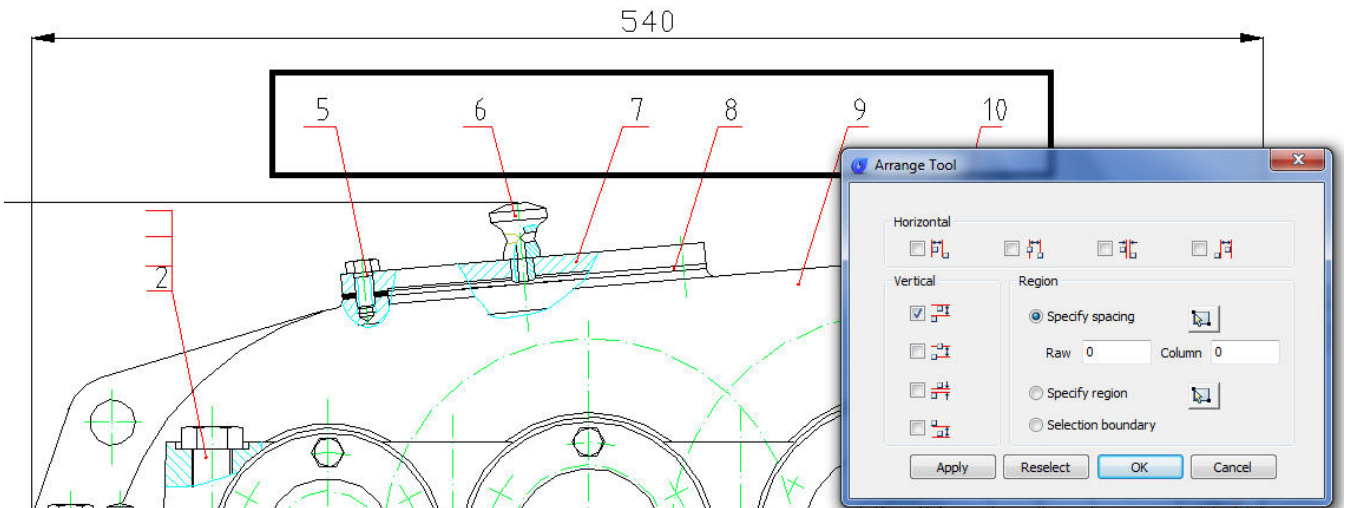 540
5 6 7 8 9 10
Arrange Tool
Horizontal
Vertical
Region
Specify spacing
Raw 0 Column 0
Specify region
Selection boundary
Apply Reselect OK Cancel
2